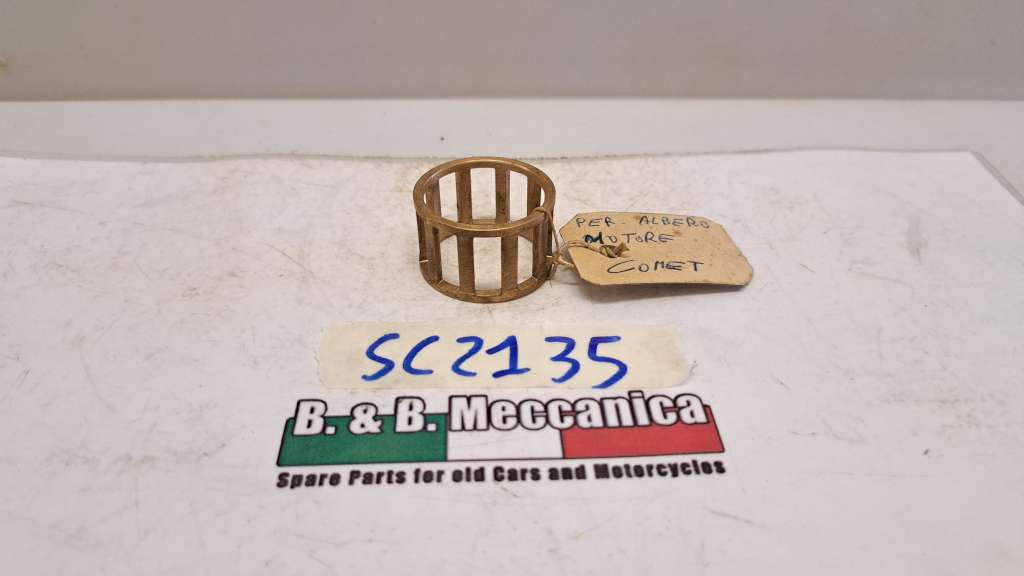 PER ALBERO
MOTORE
COMET
SC2135
B. & B. Meccanica
Spare Parts for old Cars and Motorcycles